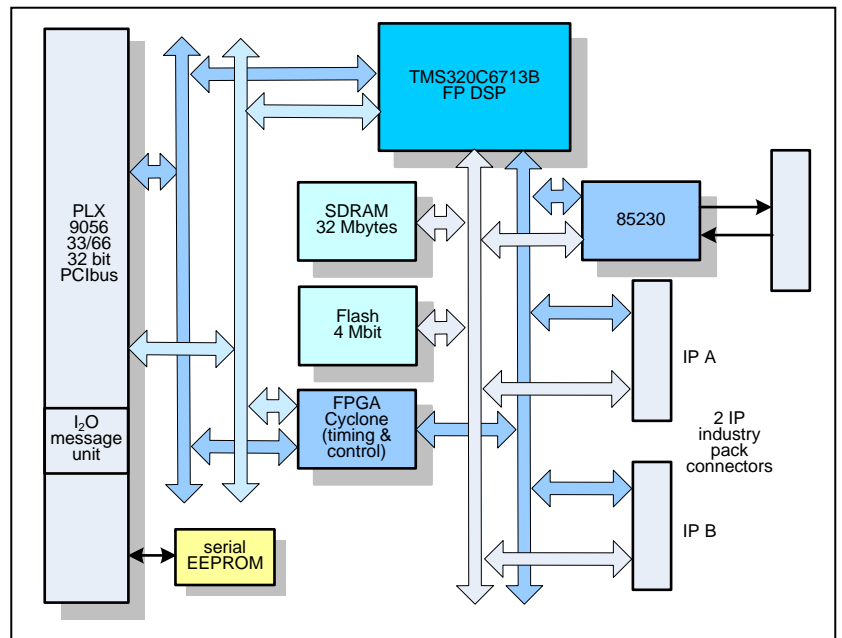 TMS320C6713B
FP DSP
PLX
9056
33/66
32 bit
PCIbus
SDRAM
32 Mbytes
85230
Flash
4 Mbit
IP A
FPGA
Cyclone
(timing &
control)
I₂O
message
unit
2 IP
industry
pack
connectors
IP B
serial
EEPROM